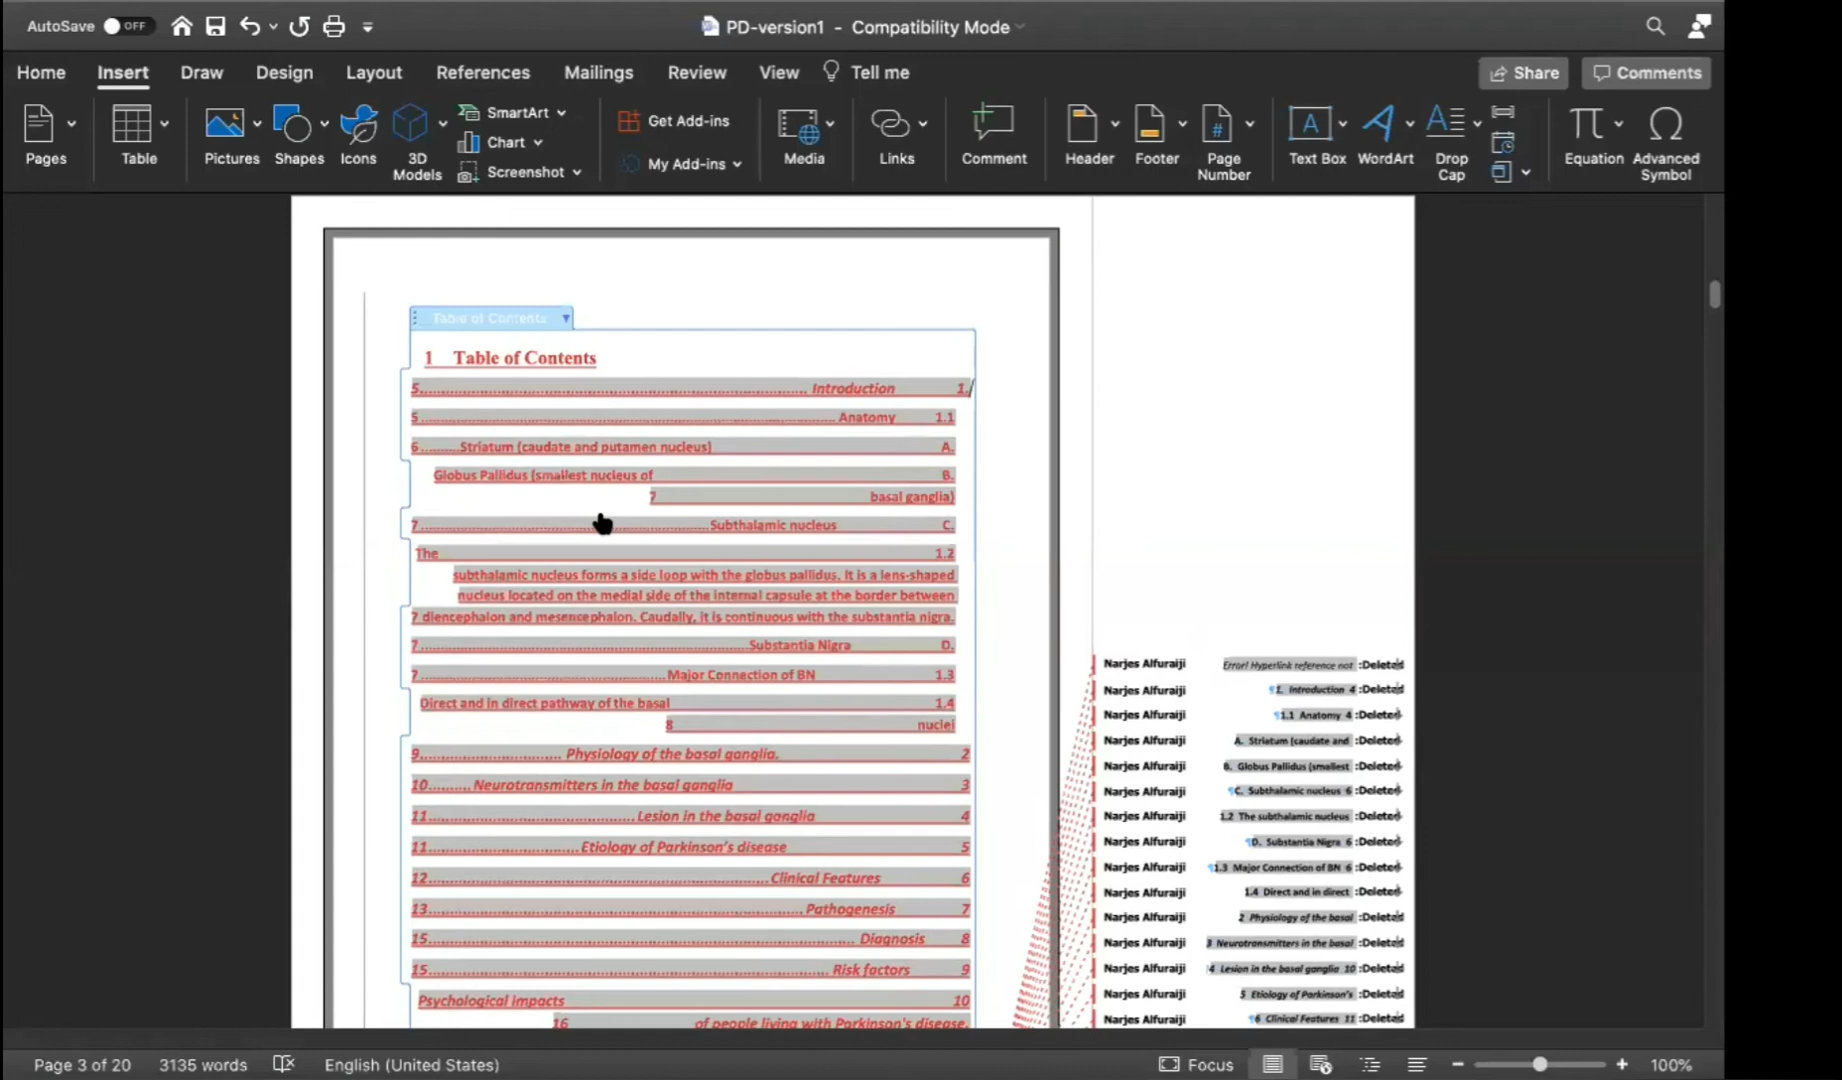 AutoSave OFF
PD-version1 - Compatibility Mode
Home Insert Draw Design Layout References Mailings Review View Tell me Share Comments
Pages
Table
Pictures
Shapes
Icons
3D Models
SmartArt
Chart
Screenshot
Get Add-ins
My Add-ins
Media
Links
Comment
Header
Footer
Page Number
Text Box
WordArt
Drop Cap
Equation
Advanced Symbol
Table of Contents
1 Table of Contents
5 Introduction 1.
5 Anatomy 1.1
6 Striatum (caudate and putamen nucleus) A.
Globus Pallidus (smallest nucleus of B.
7 basal ganglia)
7 Subthalamic nucleus C.
The 1.2
subthalamic nucleus forms a side loop with the globus pallidus. It is a lens-shaped
nucleus located on the medial side of the internal capsule at the border between
7 diencephalon and mesencephalon. Caudally, it is continuous with the substantia nigra.
7 Substantia Nigra D.
7 Major Connection of BN 1.3
Direct and in direct pathway of the basal 1.4
8 nuclei
9 Physiology of the basal ganglia. 2
10 Neurotransmitters in the basal ganglia 3
11 Lesion in the basal ganglia 4
11 Etiology of Parkinson's disease 5
12 Clinical Features 6
13 Pathogenesis 7
15 Diagnosis 8
15 Risk factors 9
Psychological impacts 10
16 of people living with Parkinson's disease.
Narjes Alfuraiji Error! Hyperlink reference not :Deleted
Narjes Alfuraiji 1. Introduction 4 :Deleted
Narjes Alfuraiji 1.1 Anatomy 4 :Deleted
Narjes Alfuraiji A. Striatum (caudate and :Deleted
Narjes Alfuraiji B. Globus Pallidus (smallest :Deleted
Narjes Alfuraiji C. Subthalamic nucleus 6 :Deleted
Narjes Alfuraiji 1.2 The subthalamic nucleus :Deleted
Narjes Alfuraiji D. Substantia Nigra 6 :Deleted
Narjes Alfuraiji 1.3 Major Connection of BN 6 :Deleted
Narjes Alfuraiji 1.4 Direct and in direct :Deleted
Narjes Alfuraiji 2 Physiology of the basal :Deleted
Narjes Alfuraiji 3 Neurotransmitters in the basal :Deleted
Narjes Alfuraiji 4 Lesion in the basal ganglia 10 :Deleted
Narjes Alfuraiji 5 Etiology of Parkinson's :Deleted
Narjes Alfuraiji 6 Clinical Features 11 :Deleted
Page 3 of 20 3135 words English (United States) Focus 100%